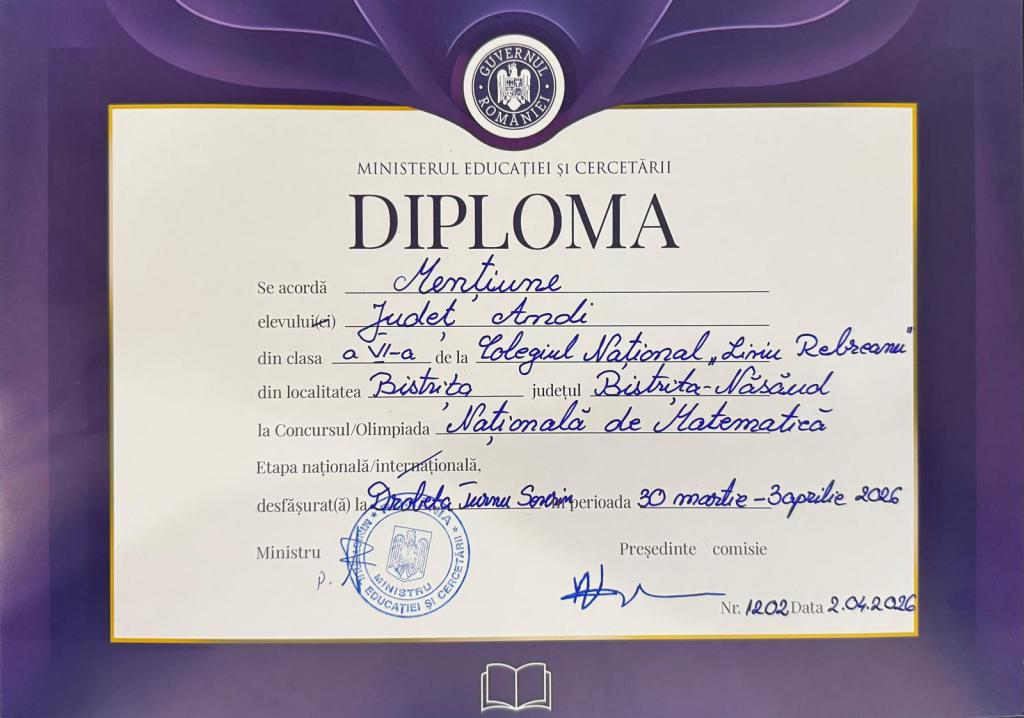 GUVERNUL ROMÂNIEI
MINISTERUL EDUCAȚIEI și CERCETĂRII
DIPLOMA
Se acordă Mențiune
elevului(ei) Județ Andi
din clasa a VI-a de la Colegiul Național „Liviu Rebreanu"
din localitatea Bistrița județul Bistrița-Năsăud
la Concursul/Olimpiada Națională de Matematică
Etapa națională/internațională,
desfășurat(ă) la Drobeta Turnu Severin perioada 30 martie - 3 aprilie 2026
Ministru Președinte comisie
p.
MINISTRU
EDUCAȚIEI ȘI CERCETĂRII
Nr. 1202 Data 2.04.2026